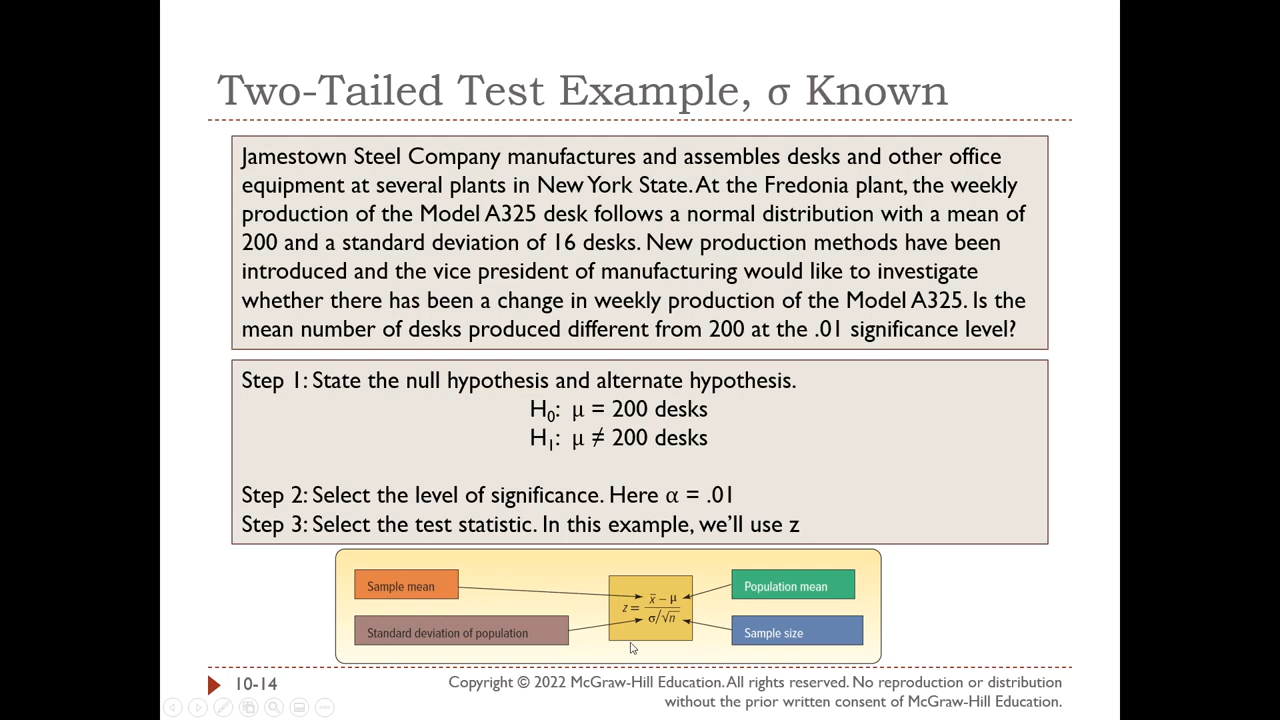 Two-Tailed Test Example, σ Known
Jamestown Steel Company manufactures and assembles desks and other office
equipment at several plants in New York State. At the Fredonia plant, the weekly
production of the Model A325 desk follows a normal distribution with a mean of
200 and a standard deviation of 16 desks. New production methods have been
introduced and the vice president of manufacturing would like to investigate
whether there has been a change in weekly production of the Model A325. Is the
mean number of desks produced different from 200 at the .01 significance level?
Step 1: State the null hypothesis and alternate hypothesis.
H₀: μ = 200 desks
H₁: μ ≠ 200 desks
Step 2: Select the level of significance. Here α = .01
Step 3: Select the test statistic. In this example, we’ll use z
Sample mean
Population mean
z = x̄ − μ / σ/√n
Standard deviation of population
Sample size
10-14
Copyright © 2022 McGraw-Hill Education. All rights reserved. No reproduction or distribution
without the prior written consent of McGraw-Hill Education.